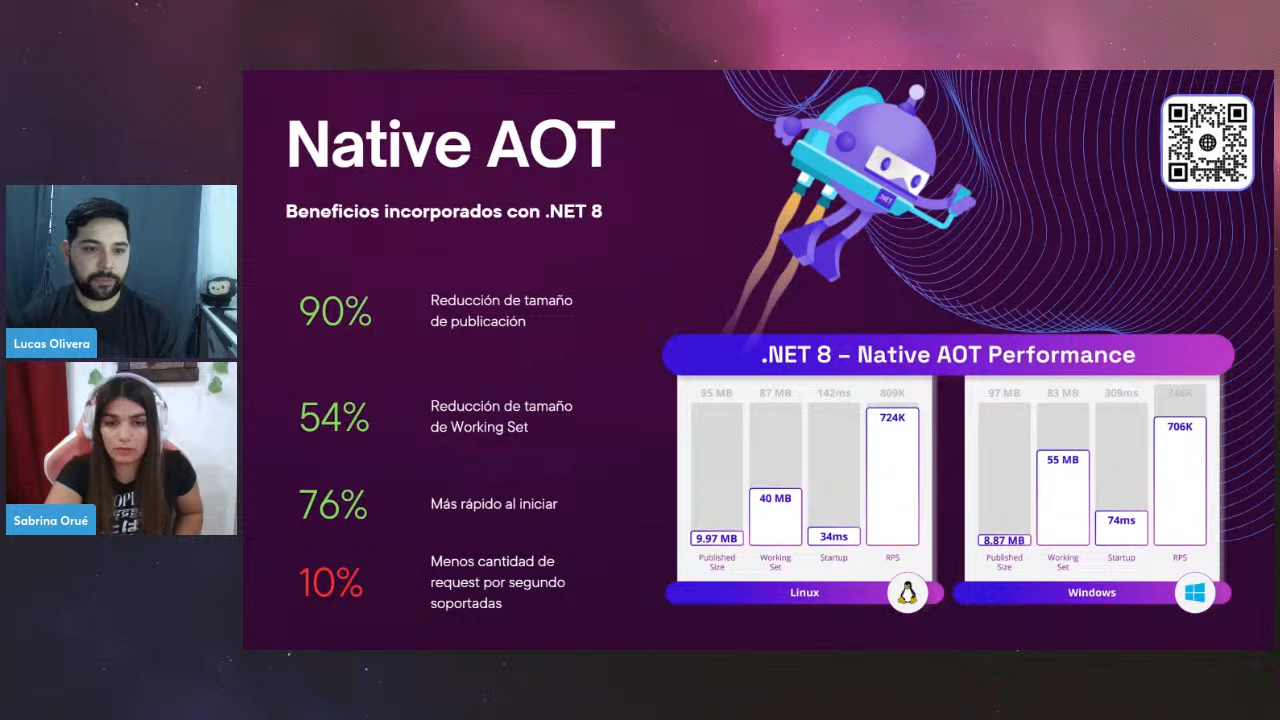 Native AOT
Beneficios incorporados con .NET 8
90%
Reducción de tamaño
de publicación
54%
Reducción de tamaño
de Working Set
76%
Más rápido al iniciar
10%
Menos cantidad de
request por segundo
soportadas
.NET
.NET 8 – Native AOT Performance
95 MB 87 MB 142ms 809K
724K
40 MB
34ms
9.97 MB
Published
Size
Working
Set
Startup
RPS
Linux
97 MB 83 MB 309ms
706K
55 MB
74ms
8.87 MB
Published
Size
Working
Set
Startup
RPS
Windows
Lucas Olivera
Sabrina Orué